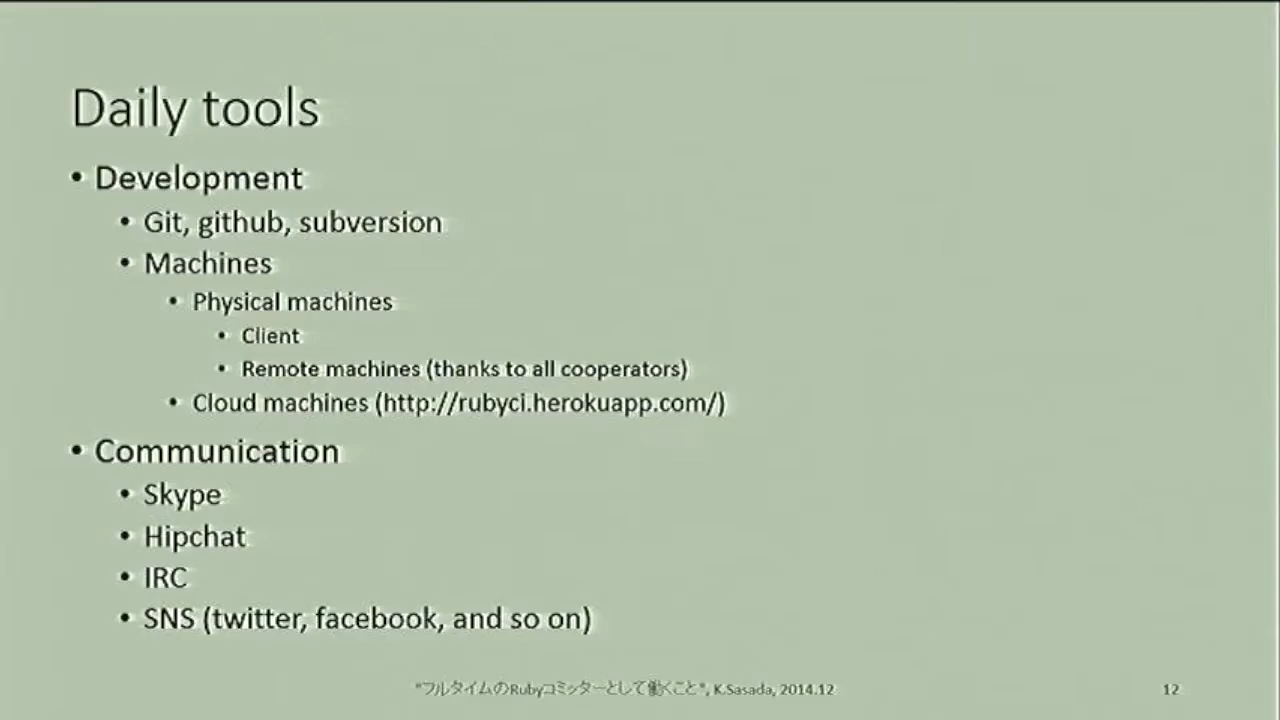 Daily tools
• Development
• Git, github, subversion
• Machines
• Physical machines
• Client
• Remote machines (thanks to all cooperators)
• Cloud machines (http://rubyci.herokuapp.com/)
• Communication
• Skype
• Hipchat
• IRC
• SNS (twitter, facebook, and so on)
"フルタイムのRubyコミッターとして働くこと", K.Sasada, 2014.12
12